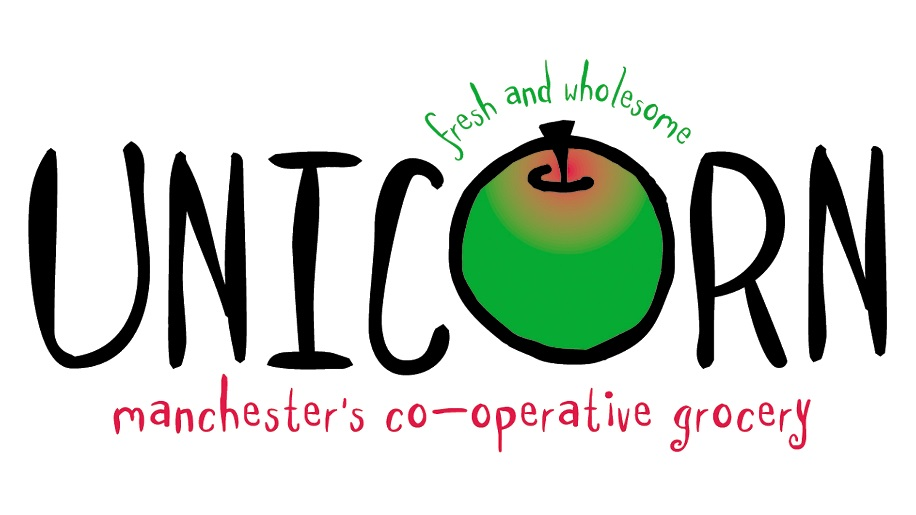 fresh and wholesome
UNICORN
manchester's co-operative grocery